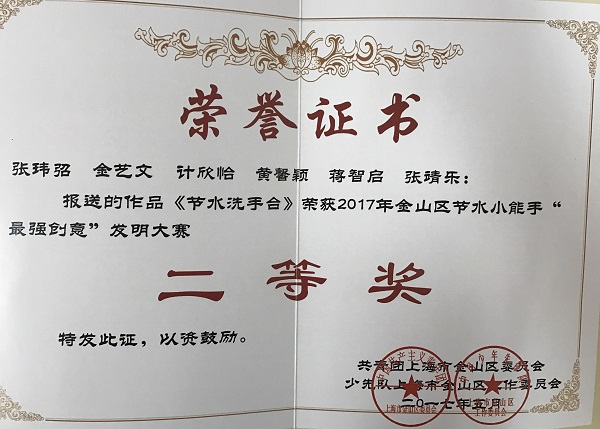 荣誉证书
张玮弨 金艺文 计欣怡 黄馨颖 蒋智启 张靖乐：
报送的作品《节水洗手台》荣获2017年金山区节水小能手“
最强创意”发明大赛
二等奖
特发此证，以资鼓励。
共青团上海市金山区委员会
少先队上海市金山区工作委员会
二〇一七年五月